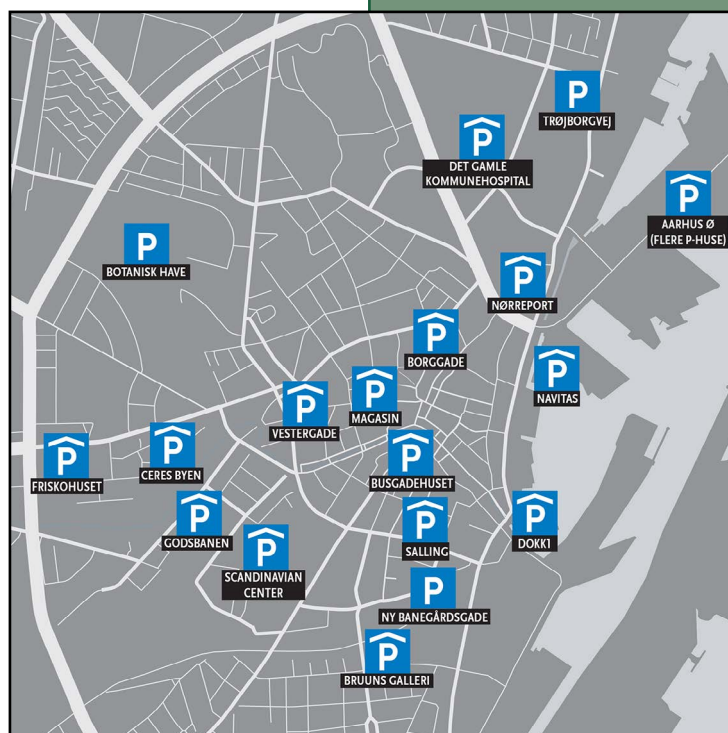 P
TRØJBORGVEJ
P
DET GAMLE
KOMMUNEHOSPITAL
P
AARHUS Ø
(FLERE P-HUSE)
P
BOTANISK HAVE
P
NØRREPORT
P
BORGGADE
P
NAVITAS
P
MAGASIN
P
VESTERGADE
P
CERES BYEN
P
FRISKOHUSET
P
BUSGADEHUSET
P
GODSBANEN
P
SALLING
P
DOKK1
P
SCANDINAVIAN
CENTER
P
NY BANEGÅRDSGADE
P
BRUUNS GALLERI